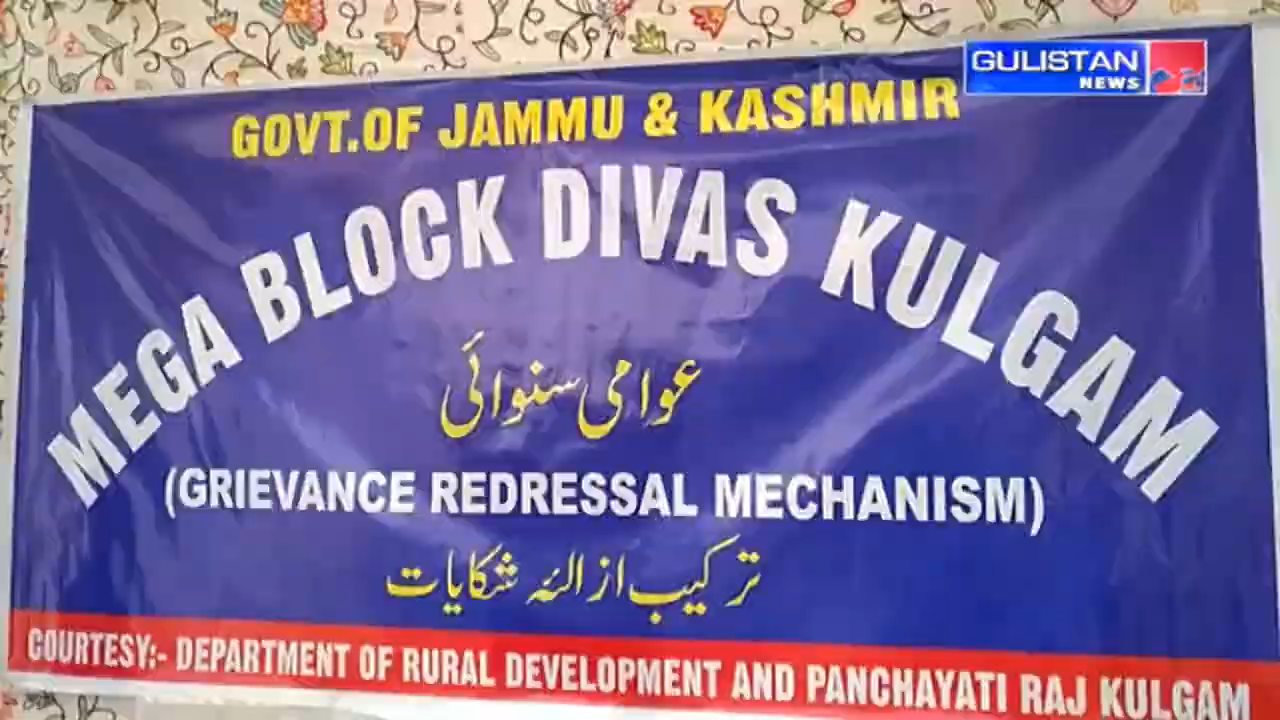 GULISTAN
NEWS
GOVT.OF JAMMU & KASHMIR
MEGA BLOCK DIVAS KULGAM
عوامی سنوائی
(GRIEVANCE REDRESSAL MECHANISM)
ترکیب ازالئہ شکایات
COURTESY:- DEPARTMENT OF RURAL DEVELOPMENT AND PANCHAYATI RAJ KULGAM